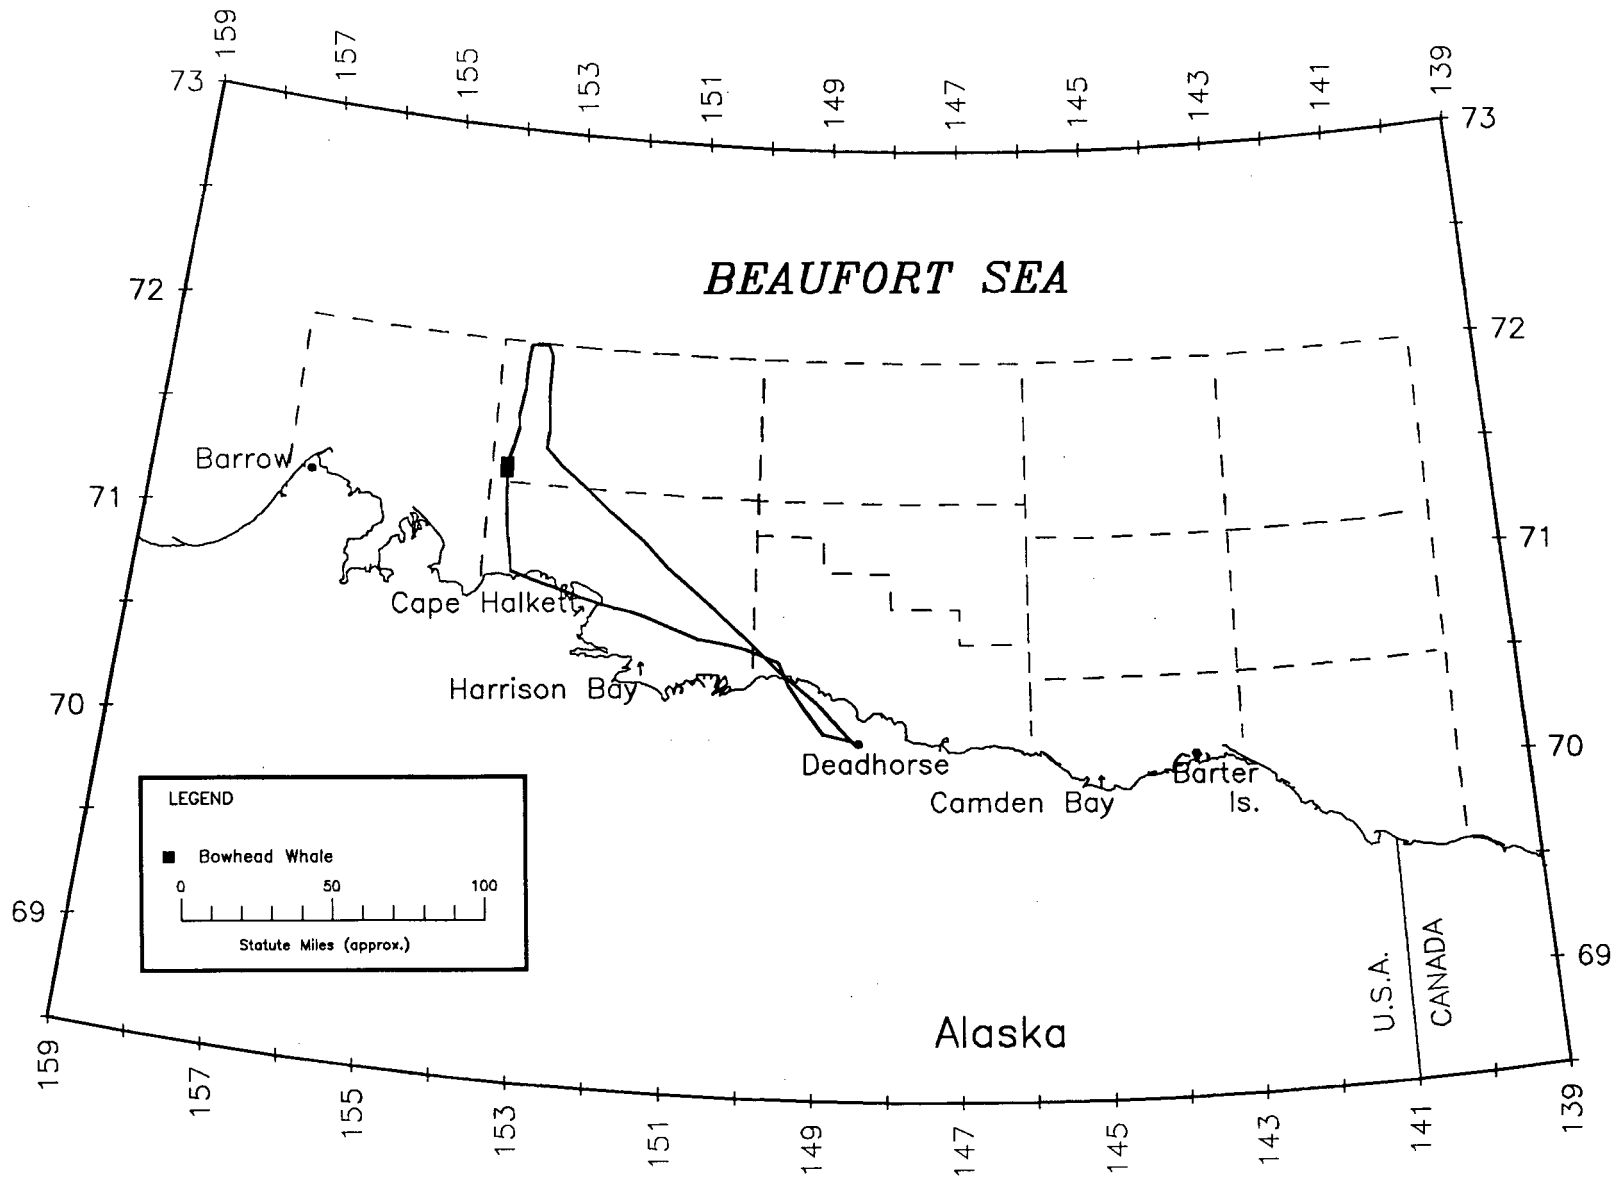 159
157
155
153
151
149
147
145
143
141
139
73
73
BEAUFORT SEA
72
72
Barrow
71
71
Cape Halkett
Harrison Bay
70
70
Deadhorse
Camden Bay
Barter
Is.
LEGEND
Bowhead Whale
0 50 100
Statute Miles (approx.)
69
69
U.S.A.
CANADA
Alaska
159
157
155
153
151
149
147
145
143
141
139